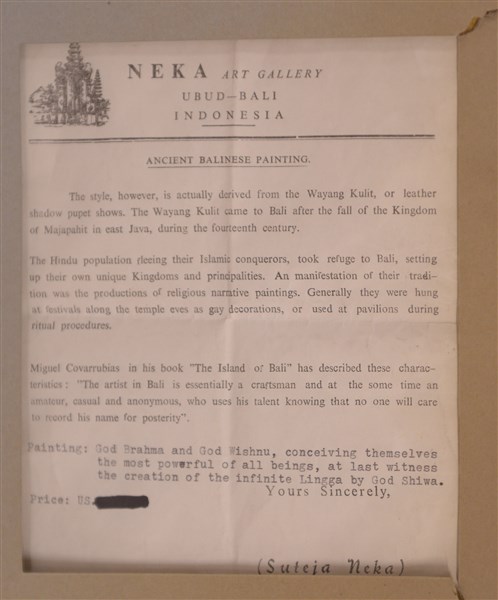 NEKA ART GALLERY
UBUD—BALI
INDONESIA
ANCIENT BALINESE PAINTING.
The style, however, is actually derived from the Wayang Kulit, or leather
shadow pupet shows. The Wayang Kulit came to Bali after the fall of the Kingdom
of Majapahit in east Java, during the fourteenth century.
The Hindu population fleeing their Islamic conquerors, took refuge to Bali, setting
up their own unique Kingdoms and principalities. An manifestation of their tradi-
tion was the productions of religious narrative paintings. Generally they were hung
at festivals along the temple eves as gay decorations, or used at pavilions during
ritual procedures.
Miguel Covarrubias in his book "The Island of Bali" has described these charac-
teristics : "The artist in Bali is essentially a craftsman and at the some time an
amateur, casual and anonymous, who uses his talent knowing that no one will care
to record his name for posterity".
Painting: God Brahma and God Wishnu, conceiving themselves
the most powerful of all beings, at last witness
the creation of the infinite Lingga by God Shiwa.
Yours Sincerely,
Price: US.
(Suteja Neka)